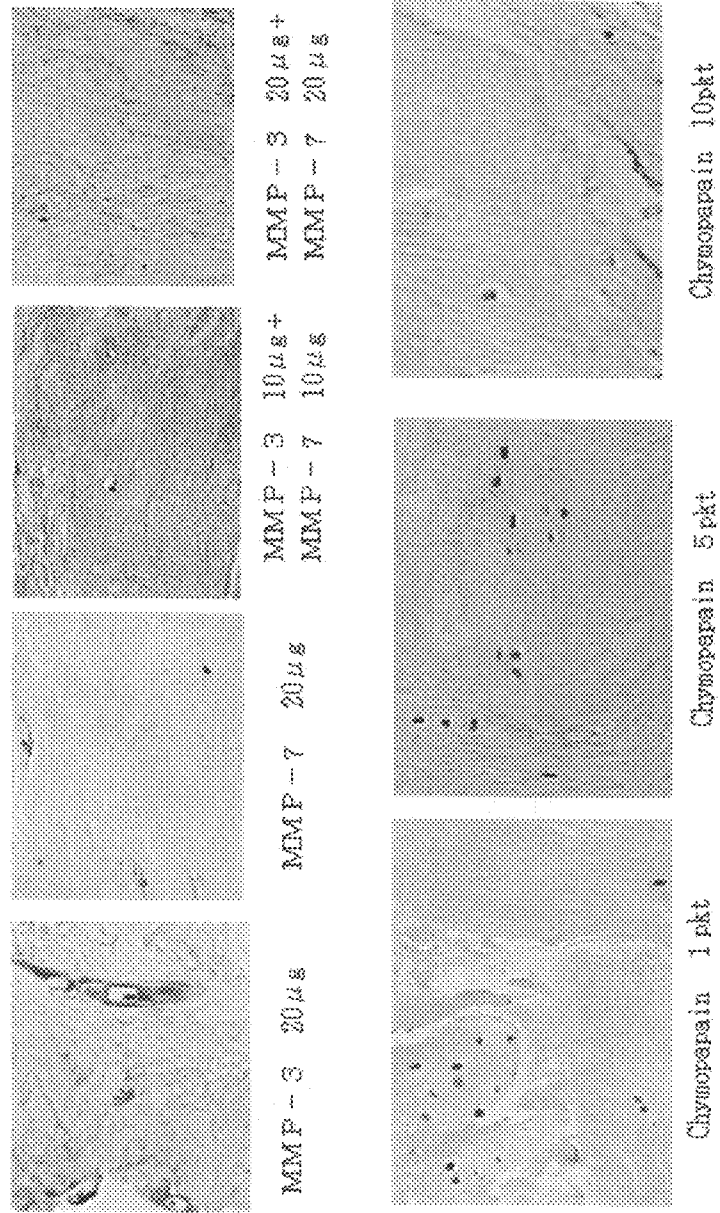 MMP-3 20μg
MMP-7 20μg
MMP-3 10μg+
MMP-7 10μg
MMP-3 20μg+
MMP-7 20μg
Chymopapain 1pkt
Chymopapain 5pkt
Chymopapain 10pkt